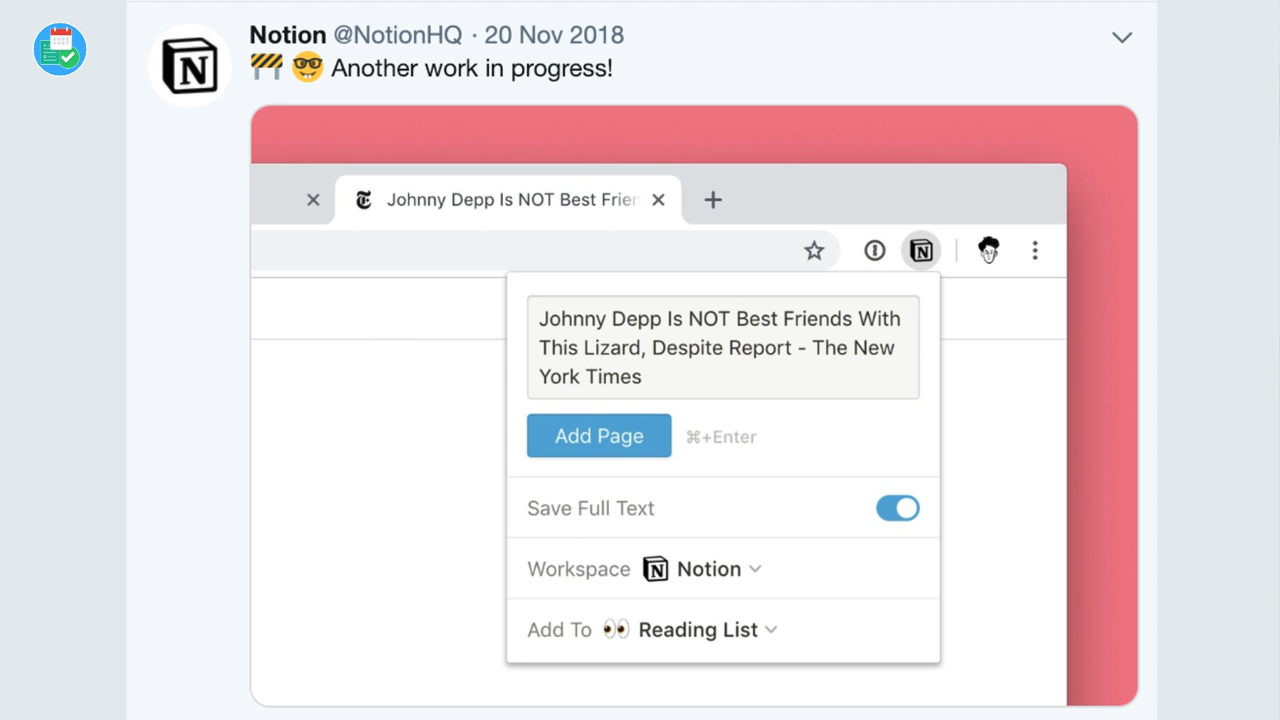 Notion @NotionHQ · 20 Nov 2018
🚧 🤓 Another work in progress!
Johnny Depp Is NOT Best Frien
Johnny Depp Is NOT Best Friends With
This Lizard, Despite Report - The New
York Times
Add Page ⌘+Enter
Save Full Text
Workspace Notion
Add To 👀 Reading List